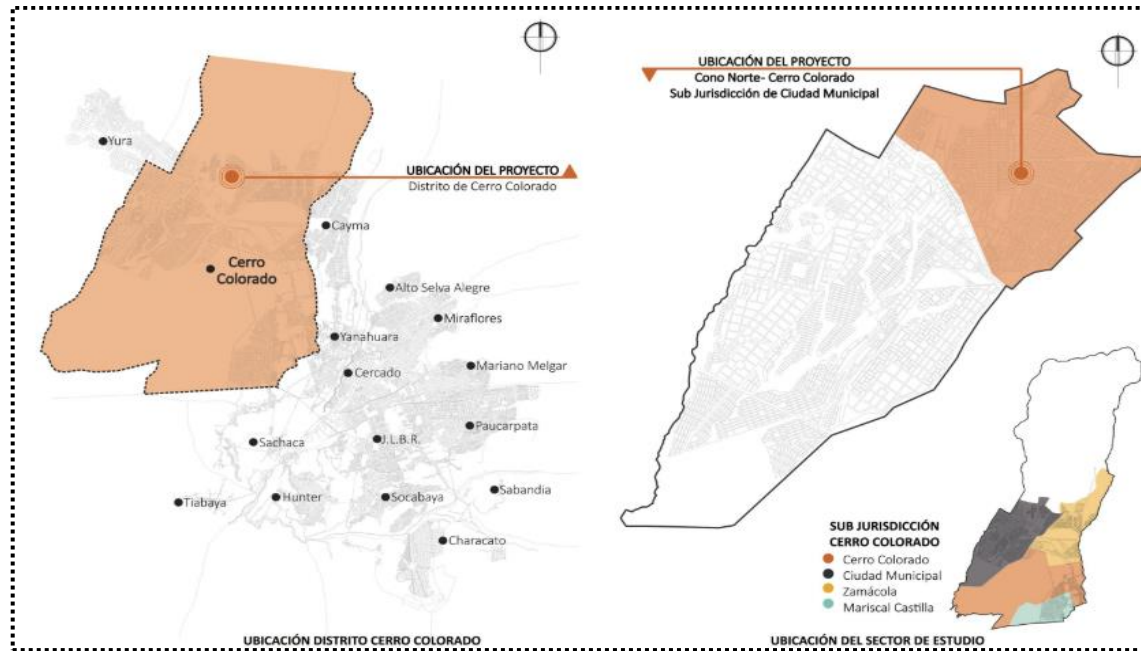 UBICACIÓN DEL PROYECTO
Distrito de Cerro Colorado
Yura
Cayma
Cerro
Colorado
Alto Selva Alegre
Miraflores
Yanahuara
Mariano Melgar
Cercado
Paucarpata
Sachaca
J.L.B.R.
Sabandia
Tiabaya
Hunter
Socabaya
Characato
UBICACIÓN DISTRITO CERRO COLORADO
UBICACIÓN DEL PROYECTO
Cono Norte- Cerro Colorado
Sub Jurisdicción de Ciudad Municipal
SUB JURISDICCIÓN
CERRO COLORADO
Cerro Colorado
Ciudad Municipal
Zamácola
Mariscal Castilla
UBICACIÓN DEL SECTOR DE ESTUDIO